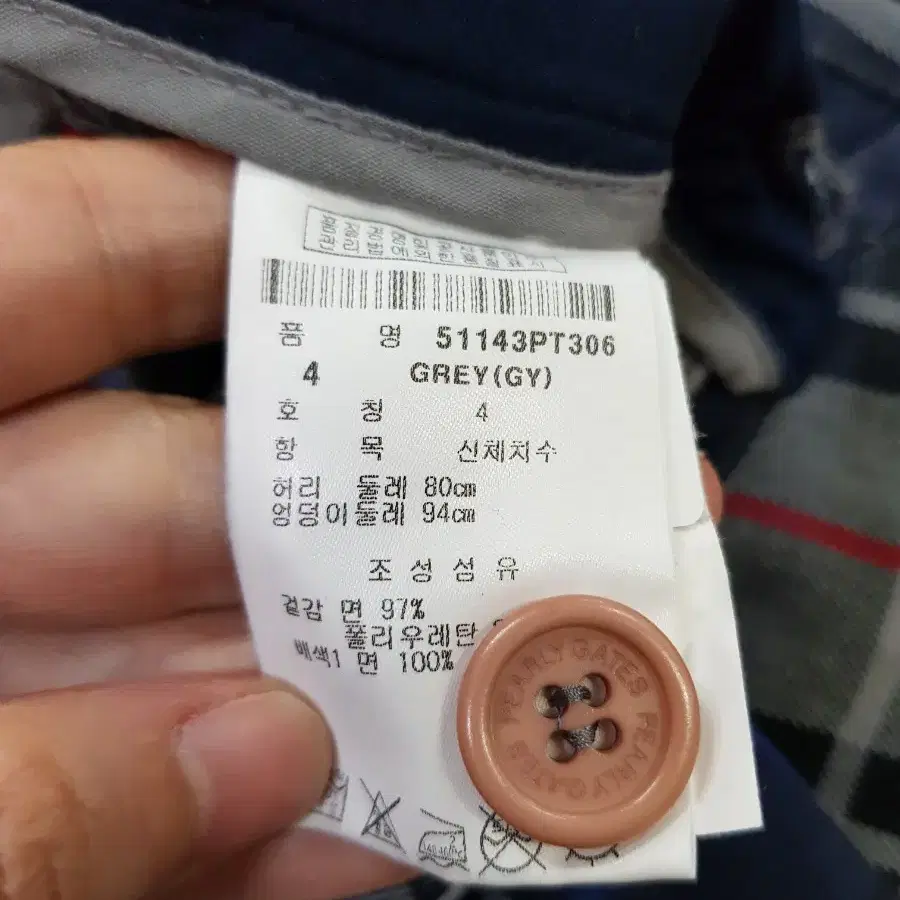 품 명 51143PT306
4 GREY(GY)
호 칭 4
항 목 신체치수
허리 둘레 80㎝
엉덩이둘레 94㎝
조 성 섬 유
겉감 면 97%
폴리우레탄
배색1 면 100%
PEARLY GATES PEARLY GATES